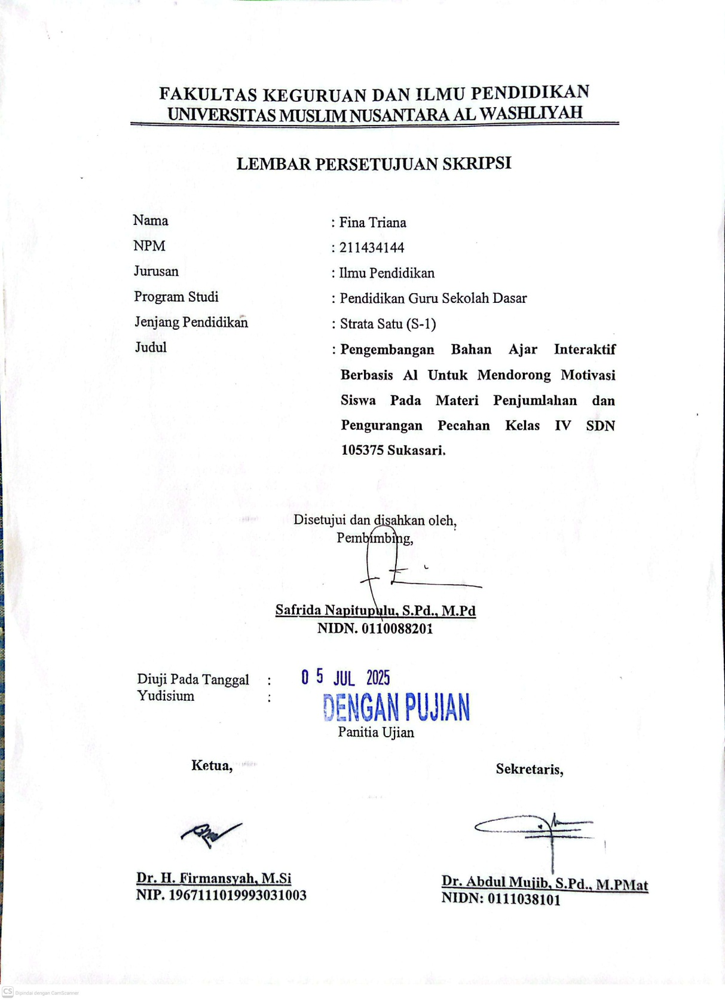 FAKULTAS KEGURUAN DAN ILMU PENDIDIKAN
UNIVERSITAS MUSLIM NUSANTARA AL WASHLIYAH
LEMBAR PERSETUJUAN SKRIPSI
Nama : Fina Triana
NPM : 211434144
Jurusan : Ilmu Pendidikan
Program Studi : Pendidikan Guru Sekolah Dasar
Jenjang Pendidikan : Strata Satu (S-1)
Judul : Pengembangan Bahan Ajar Interaktif
Berbasis Al Untuk Mendorong Motivasi
Siswa Pada Materi Penjumlahan dan
Pengurangan Pecahan Kelas IV SDN
105375 Sukasari.
Disetujui dan disahkan oleh,
Pembimbing,
Safrida Napitupulu, S.Pd., M.Pd
NIDN. 0110088201
Diuji Pada Tanggal : 05 JUL 2025
Yudisium : DENGAN PUJIAN
Panitia Ujian
Ketua,
Sekretaris,
Dr. H. Firmansyah, M.Si
NIP. 1967111019993031003
Dr. Abdul Mujib, S.Pd., M.PMat
NIDN: 0111038101
CS Dipindai dengan CamScanner